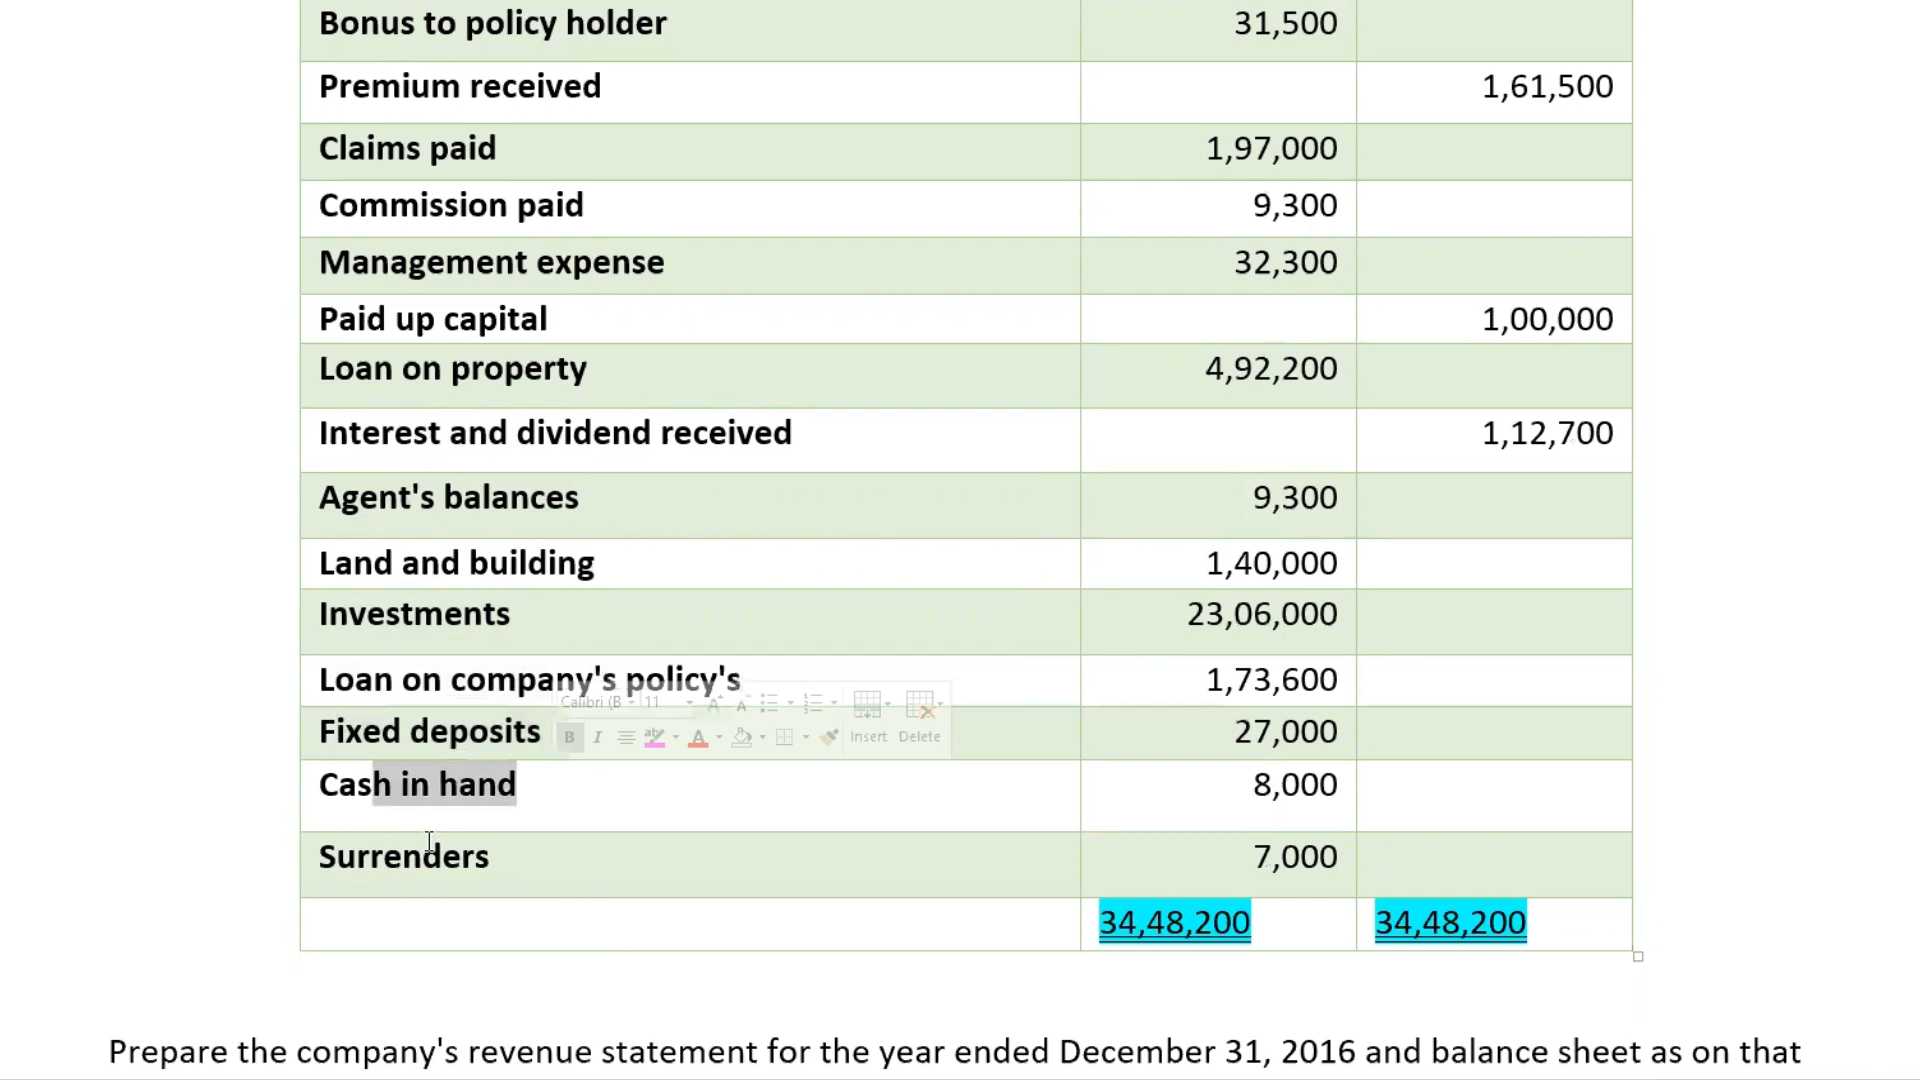 Bonus to policy holder 31,500
Premium received 1,61,500
Claims paid 1,97,000
Commission paid 9,300
Management expense 32,300
Paid up capital 1,00,000
Loan on property 4,92,200
Interest and dividend received 1,12,700
Agent's balances 9,300
Land and building 1,40,000
Investments 23,06,000
Loan on company's policy's 1,73,600
Calibri (B 11 A A
Fixed deposits 27,000
B I ab A Insert Delete
Cash in hand 8,000
Surrenders 7,000
34,48,200 34,48,200
Prepare the company's revenue statement for the year ended December 31, 2016 and balance sheet as on that